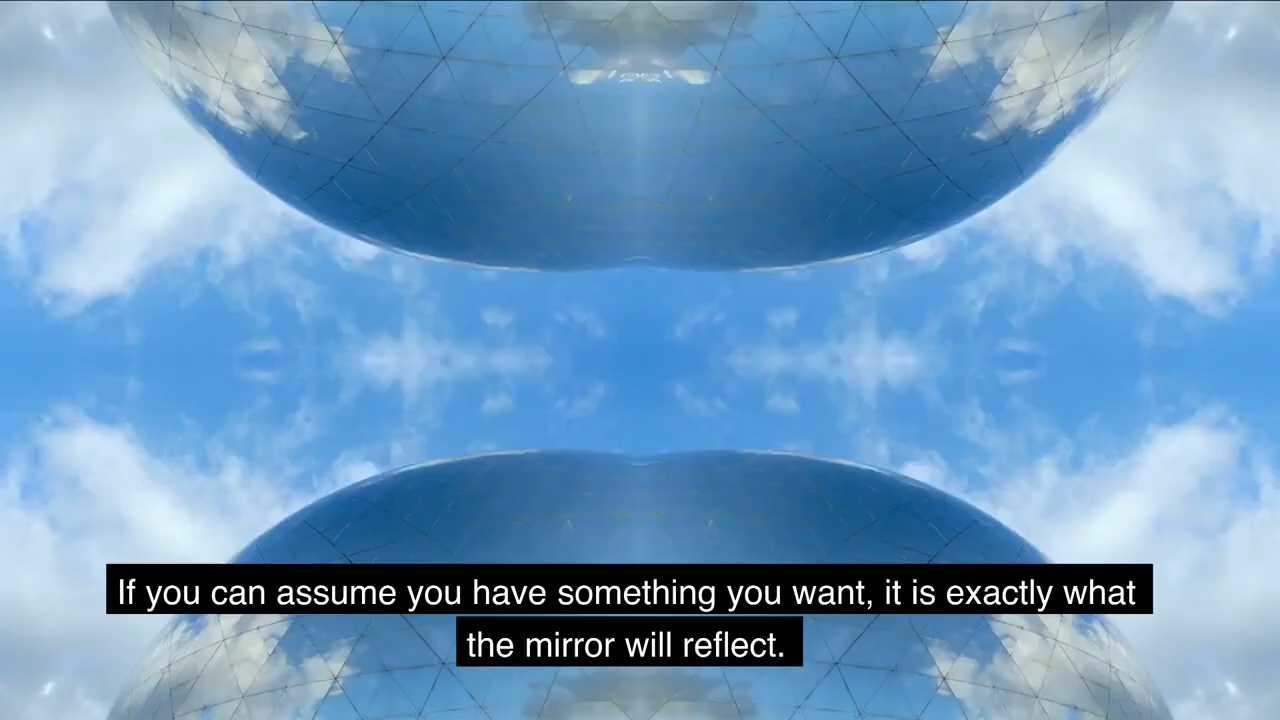 If you can assume you have something you want, it is exactly what
the mirror will reflect.